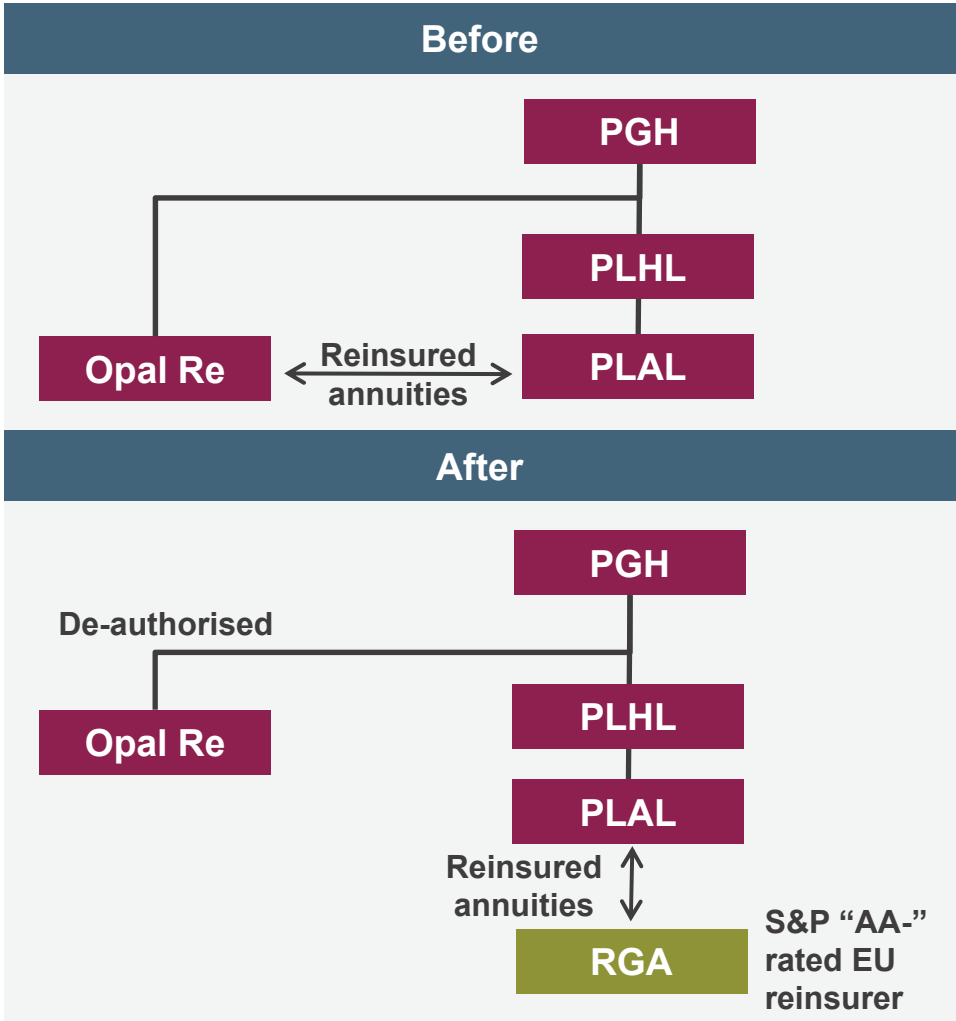 Before
PGH
PLHL
Opal Re
Reinsured
annuities
PLAL
After
PGH
De-authorised
PLHL
Opal Re
PLAL
Reinsured
annuities
RGA
S&P “AA-”
rated EU
reinsurer